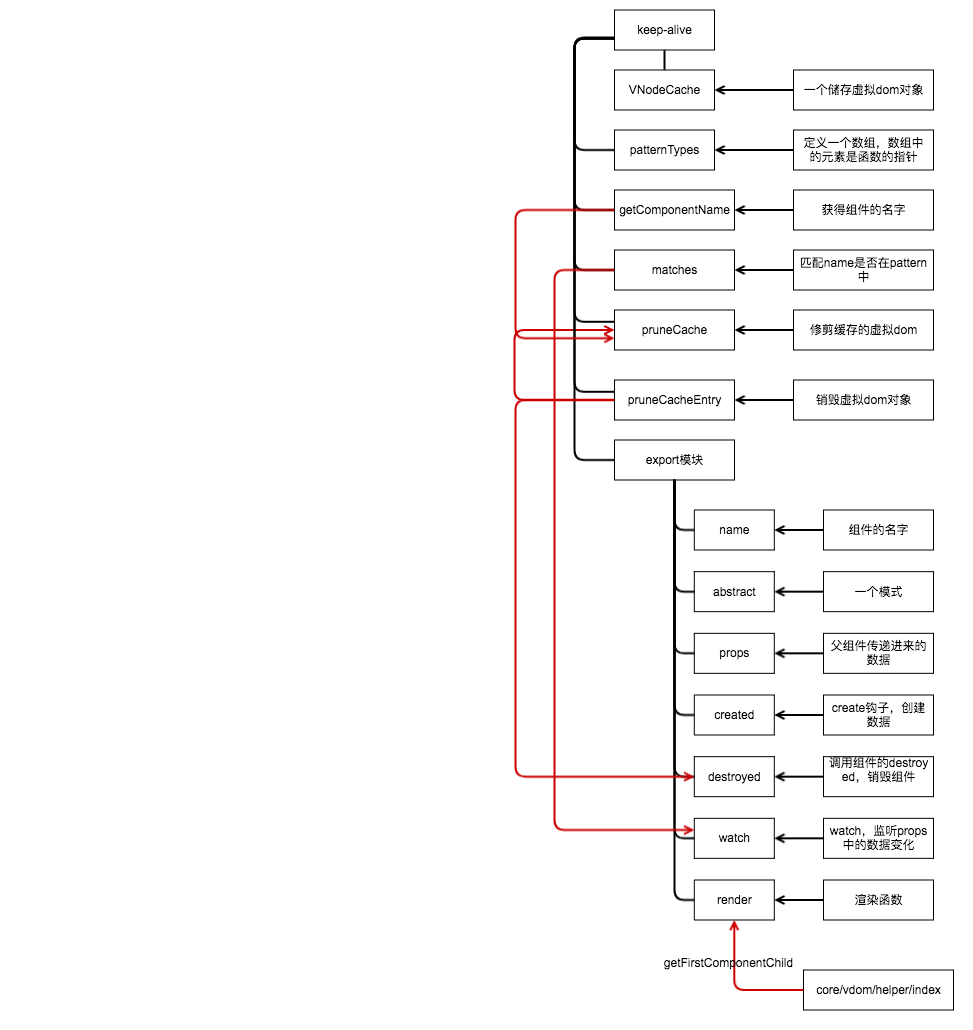 keep-alive
VNodeCache
一个储存虚拟dom对象
patternTypes
定义一个数组，数组中
的元素是函数的指针
getComponentName
获得组件的名字
matches
匹配name是否在pattern
中
pruneCache
修剪缓存的虚拟dom
pruneCacheEntry
销毁虚拟dom对象
export模块
name
组件的名字
abstract
一个模式
props
父组件传递进来的
数据
created
create钩子，创建
数据
destroyed
调用组件的destroy
ed，销毁组件
watch
watch，监听props
中的数据变化
render
渲染函数
getFirstComponentChild
core/vdom/helper/index